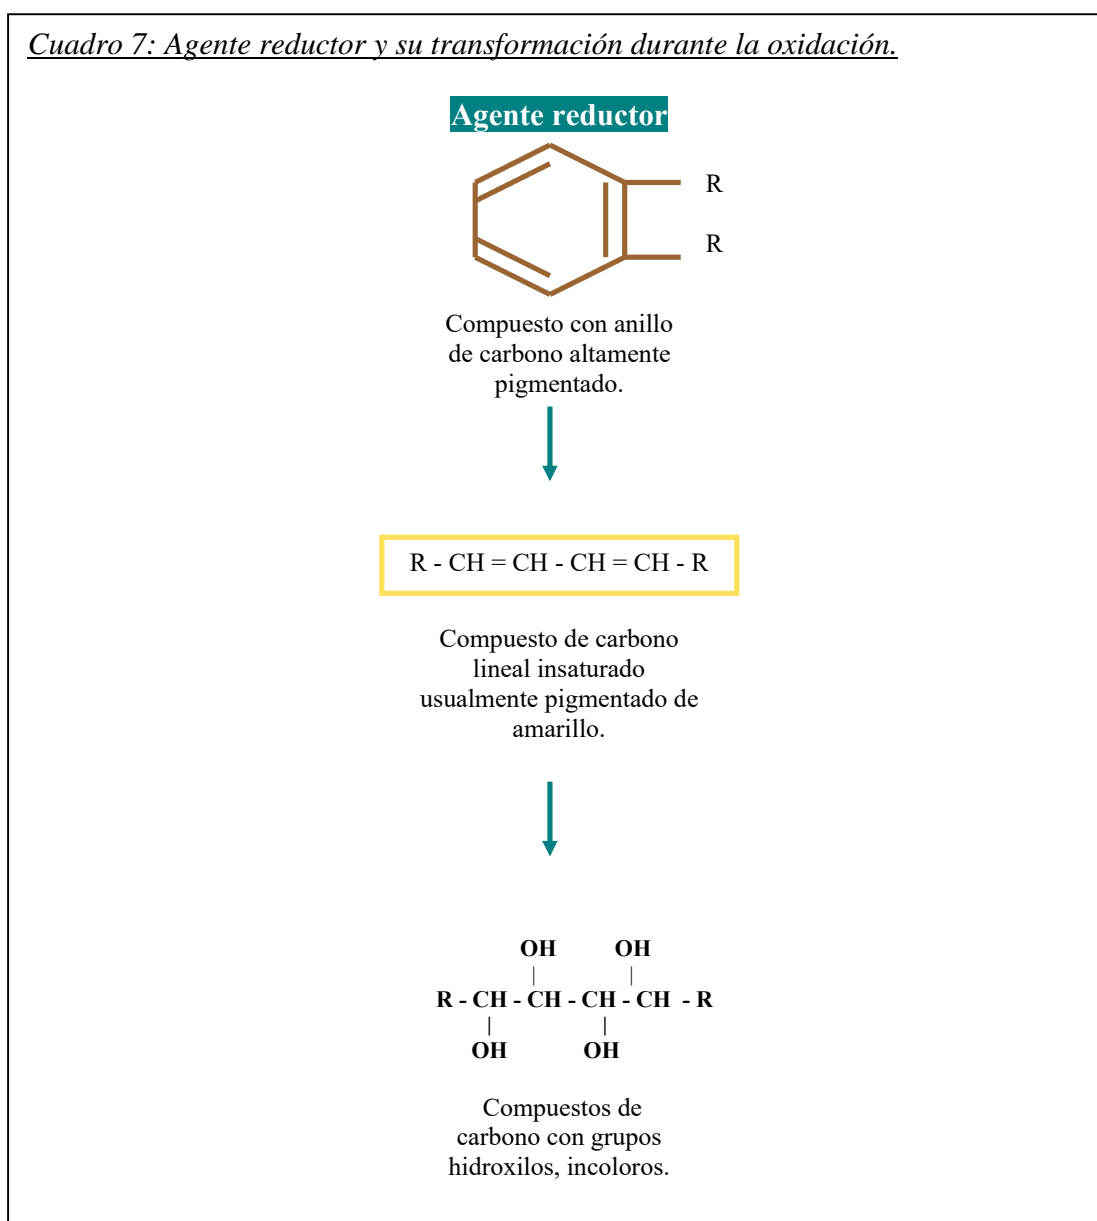 Cuadro 7: Agente reductor y su transformación durante la oxidación.
Agente reductor
R
R
Compuesto con anillo
de carbono altamente
pigmentado.
R - CH = CH - CH = CH - R
Compuesto de carbono
lineal insaturado
usualmente pigmentado de
amarillo.
OH OH
| |
R - CH - CH - CH - CH - R
| |
OH OH
Compuestos de
carbono con grupos
hidroxilos, incoloros.